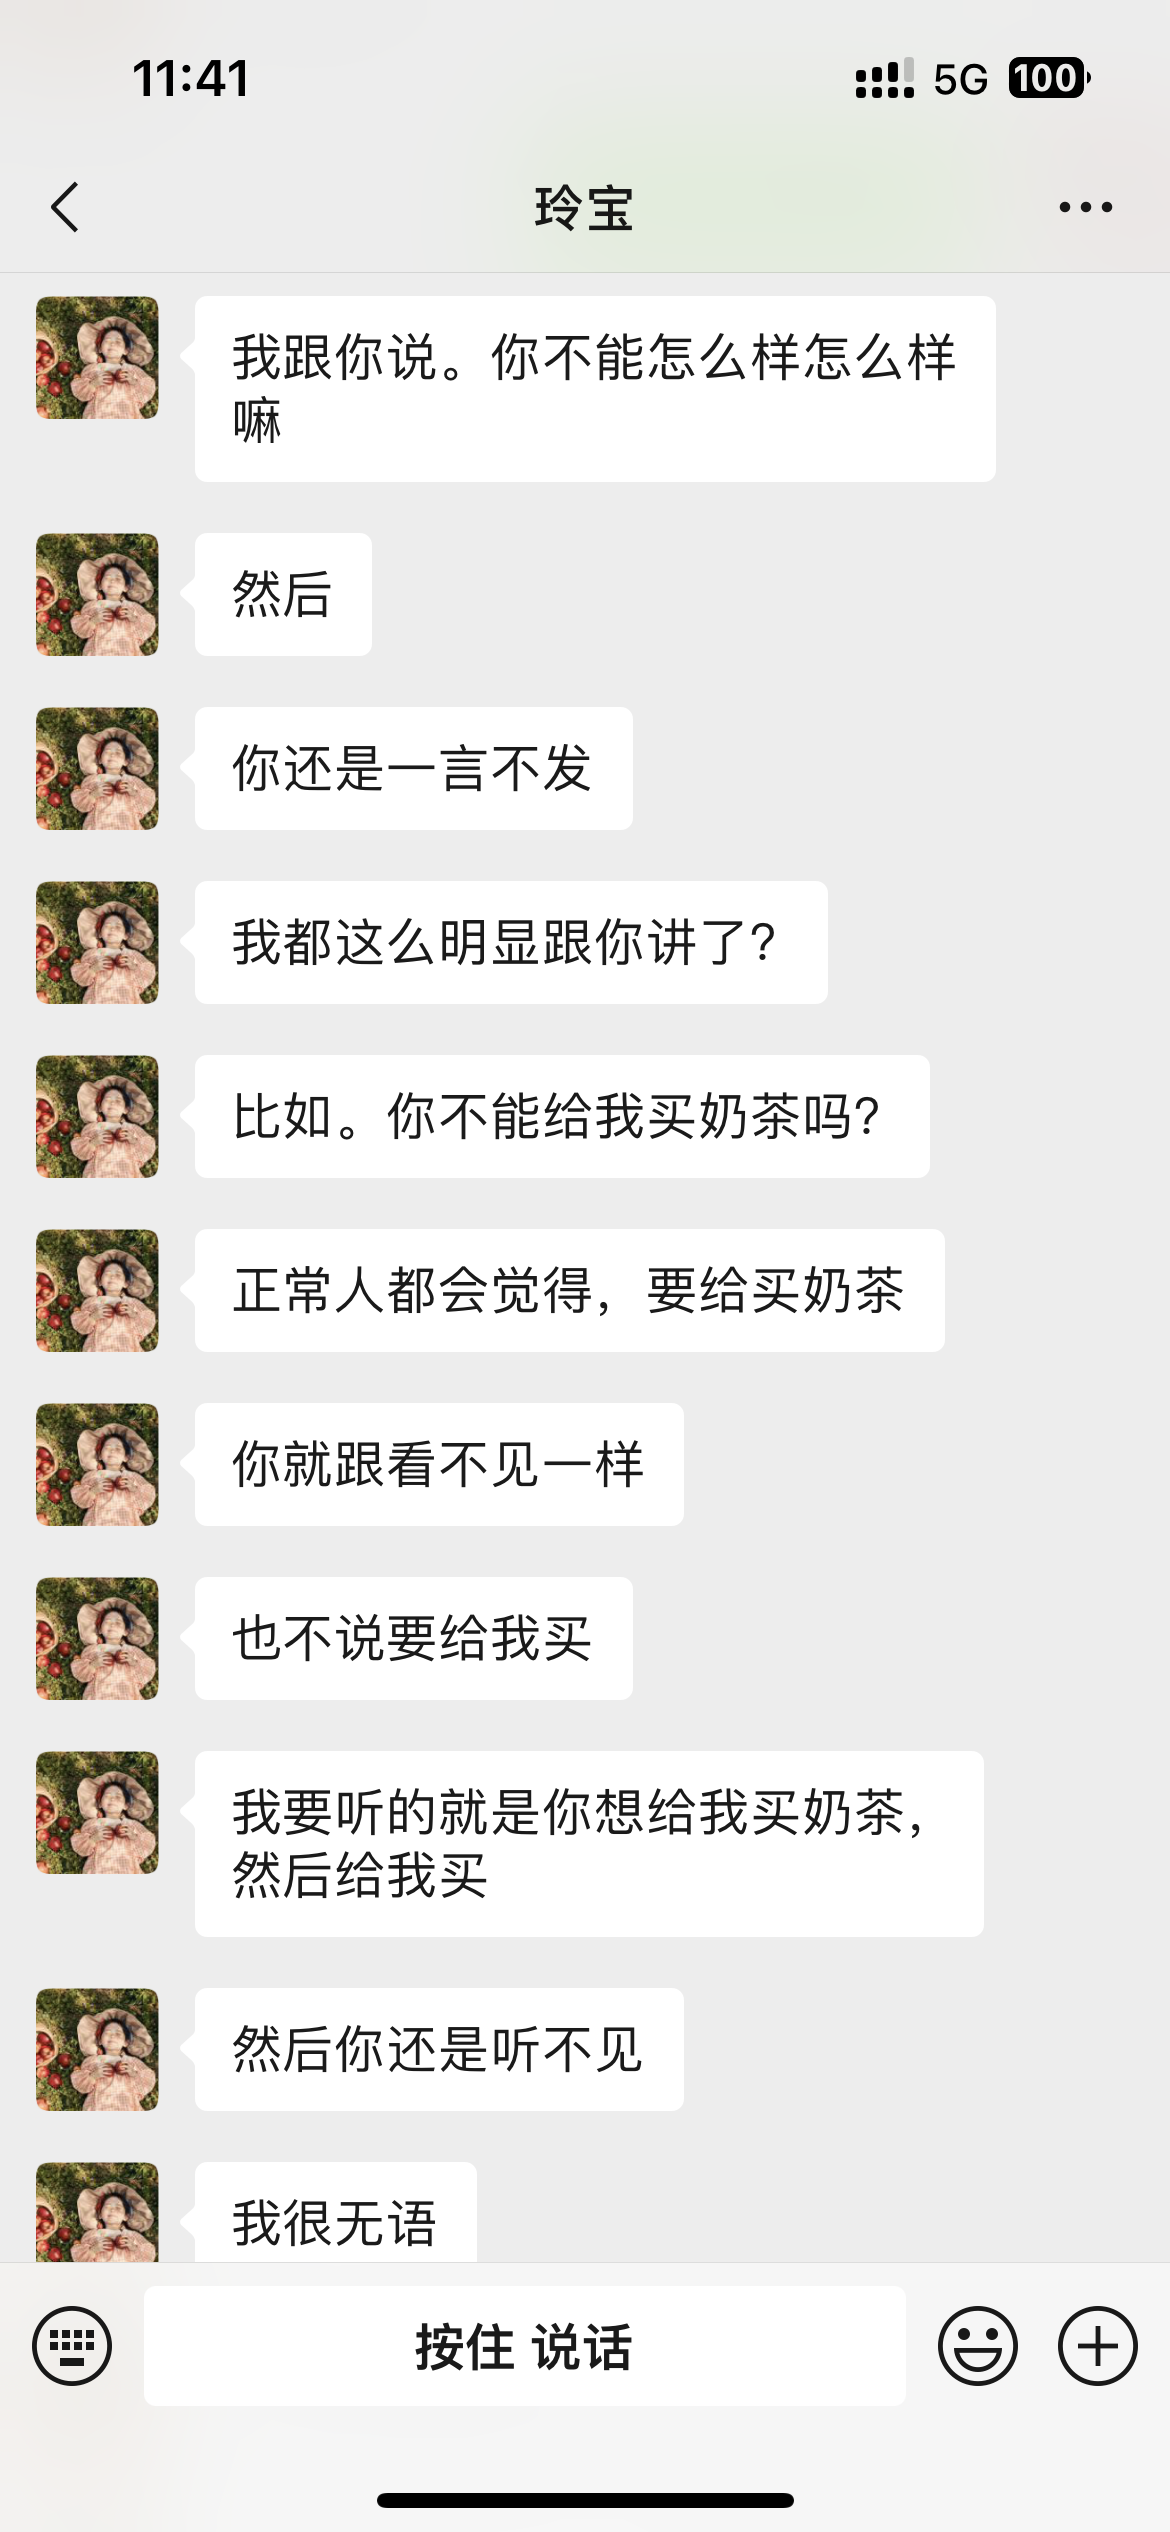 11:41
5G 100
玲宝
我跟你说。你不能怎么样怎么样
嘛
然后
你还是一言不发
我都这么明显跟你讲了？
比如。你不能给我买奶茶吗？
正常人都会觉得，要给买奶茶
你就跟看不见一样
也不说要给我买
我要听的就是你想给我买奶茶，
然后给我买
然后你还是听不见
我很无语
按住 说话